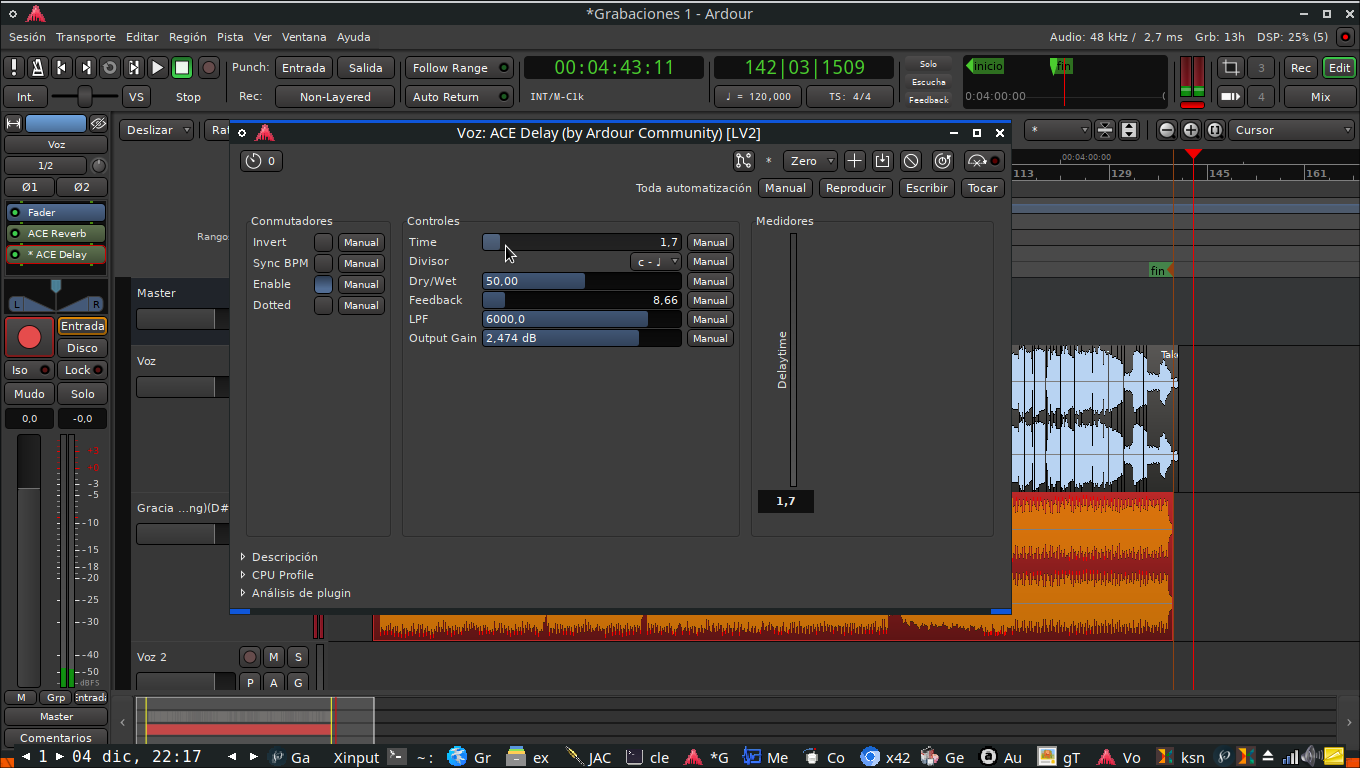 *Grabaciones 1 - Ardour
Sesión Transporte Editar Región Pista Ver Ventana Ayuda
Audio: 48 kHz / 2,7 ms Grb: 13h DSP: 25% (5)
Punch: Entrada Salida Follow Range 00:04:43:11 142|03|1509
Solo
Escucha
Feedback
inicio fin
0:04:00:00
3 Rec Edit
Int. VS Stop Rec: Non-Layered Auto Return INT/M-Clk ♩ = 120,000 TS: 4/4
4 Mix
Voz
1/2
Ø1 Ø2
Fader
ACE Reverb
* ACE Delay
L R
Entrada
Disco
Iso Lock
Mudo Solo
0,0 -0,0
+3
+0
-3
-5
-10
-15
-18
-20
-25
-30
-40
-50
dBFS
M Grp Entrada
Master
Comentarios
Deslizar
* Cursor
00:04:00:00
113 129 145 161
fin
Master
Voz
Gracia ...ng)(D#
Voz 2
M S
P A G
Voz: ACE Delay (by Ardour Community) [LV2]
0
* Zero
Toda automatización Manual Reproducir Escribir Tocar
Conmutadores
Invert Manual
Sync BPM Manual
Enable Manual
Dotted Manual
Controles
Time 1,7 Manual
Divisor c - ♩ Manual
Dry/Wet 50,00 Manual
Feedback 8,66 Manual
LPF 6000,0 Manual
Output Gain 2,474 dB Manual
Medidores
Delaytime
1,7
Descripción
CPU Profile
Análisis de plugin
1 04 dic, 22:17 Ga Xinput ~ : Gr ex JAC cle *G Me Co x42 Ge Au gT Vo ksn